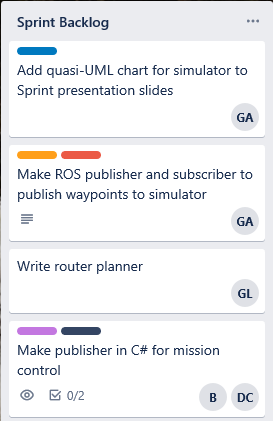 Sprint Backlog
Add quasi-UML chart for simulator to
Sprint presentation slides
GA
Make ROS publisher and subscriber to
publish waypoints to simulator
GA
Write router planner
GL
Make publisher in C# for mission
control
0/2
B
DC